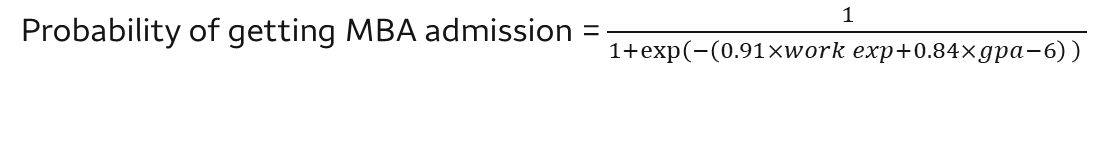 Probability of getting MBA admission = 1
1+exp(−(0.91×work exp+0.84×gpa−6) )